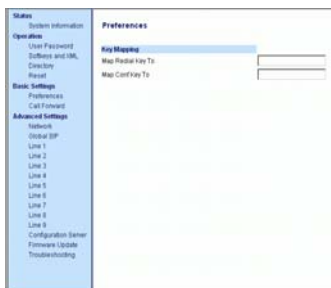 Status
System Information
Operation
User Password
Softkeys and XML
Directory
Reset
Basic Settings
Preferences
Call Forward
Advanced Settings
Network
Global SIP
Line 1
Line 2
Line 3
Line 4
Line 5
Line 6
Line 7
Line 8
Line 9
Configuration Server
Firmware Update
Troubleshooting
Preferences
Key Mapping
Map Redial Key To
Map Conf Key To